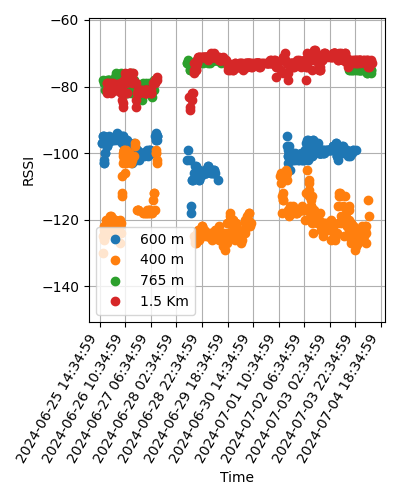 −60
−80
−100
−120
−140
RSSI
600 m
400 m
765 m
1.5 Km
2024-06-25 14:34:59
2024-06-26 10:34:59
2024-06-27 06:34:59
2024-06-28 02:34:59
2024-06-28 22:34:59
2024-06-29 18:34:59
2024-06-30 14:34:59
2024-07-01 10:34:59
2024-07-02 06:34:59
2024-07-03 02:34:59
2024-07-03 22:34:59
2024-07-04 18:34:59
Time